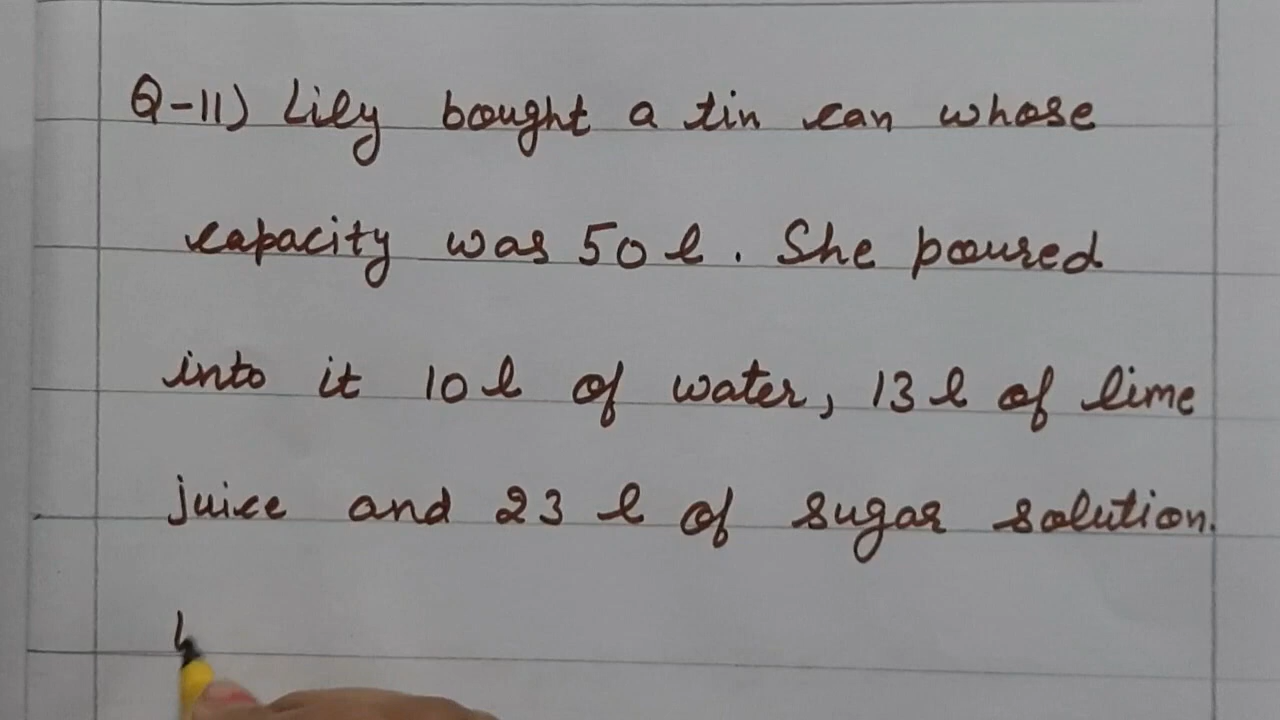 Q-11) Lily bought a tin can whose
capacity was 50 l. She poured
into it 10 l of water, 13 l of lime
juice and 23 l of sugar solution.